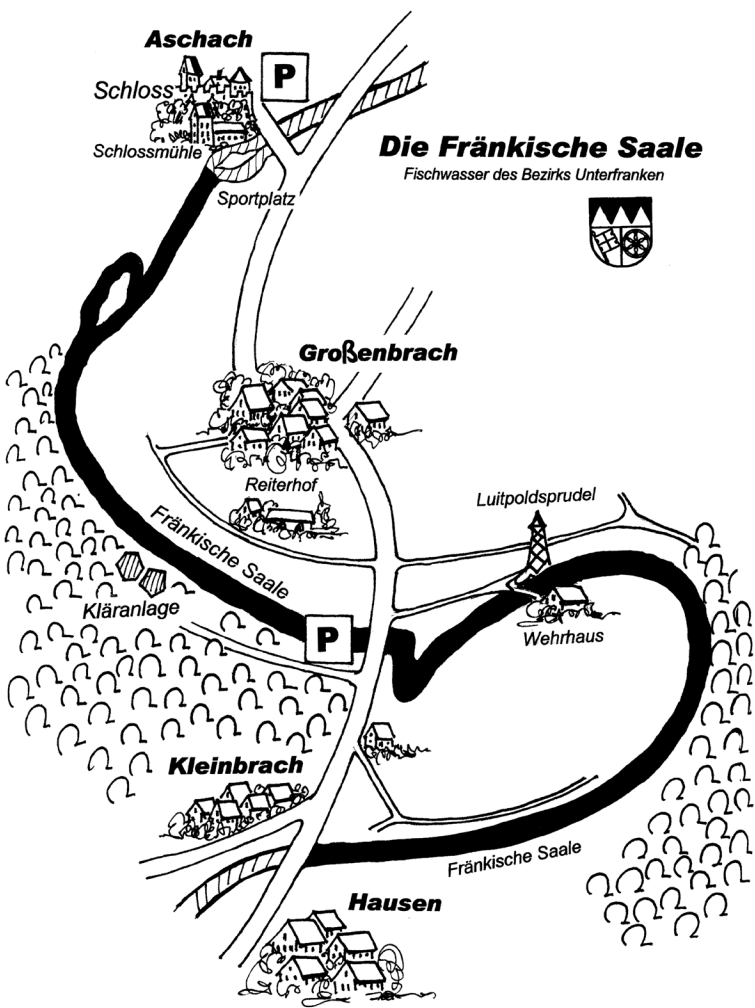 Aschach
P
Schloss
Schlossmühle
Sportplatz
Die Fränkische Saale
Fischwasser des Bezirks Unterfranken
Großenbrach
Reiterhof
Luitpoldsprudel
Fränkische Saale
Kläranlage
P
Wehrhaus
Kleinbrach
Fränkische Saale
Hausen